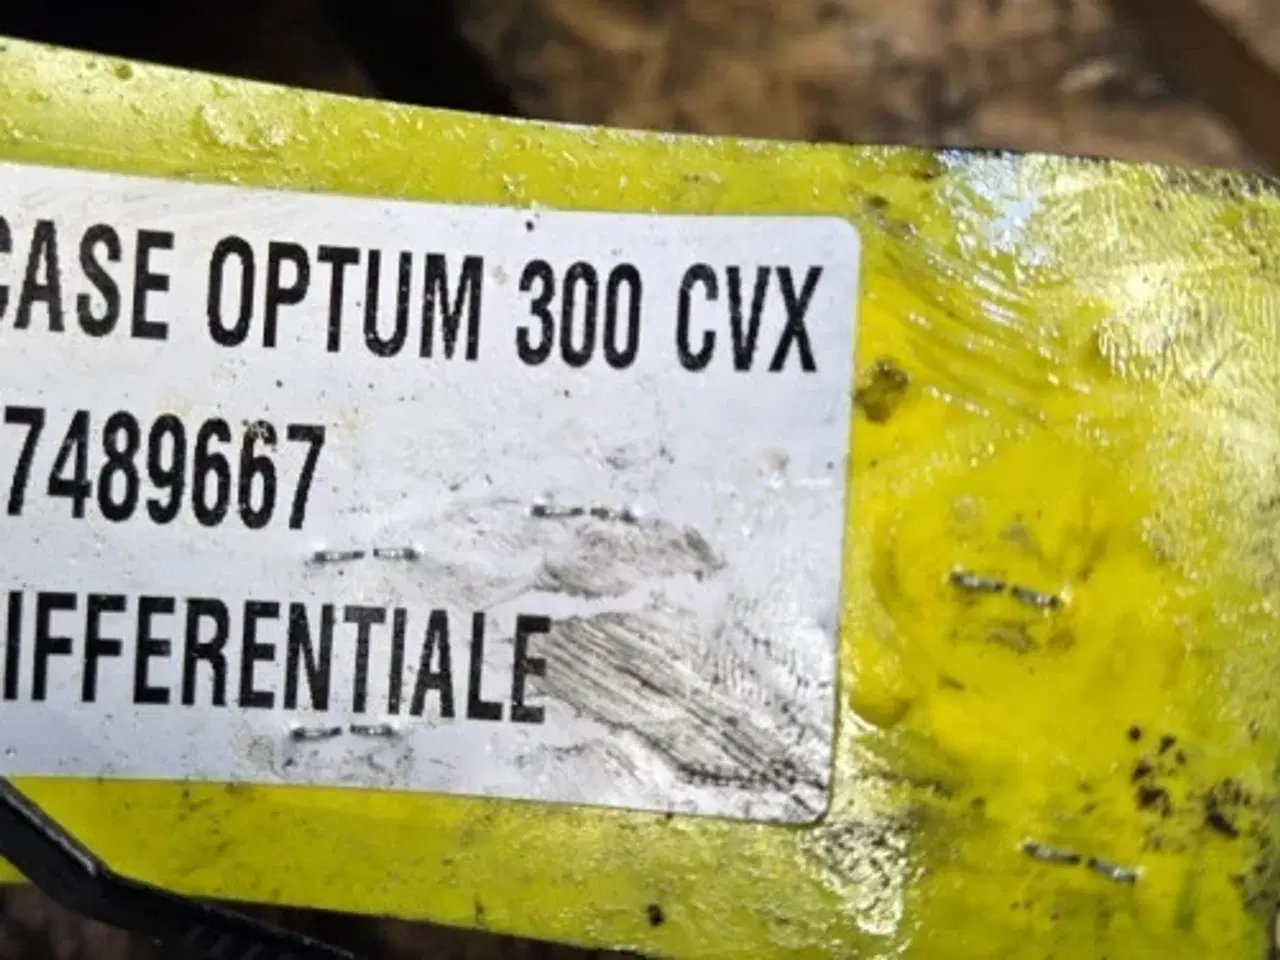 CASE OPTUM 300 CVX
7489667
IFFERENTIALE